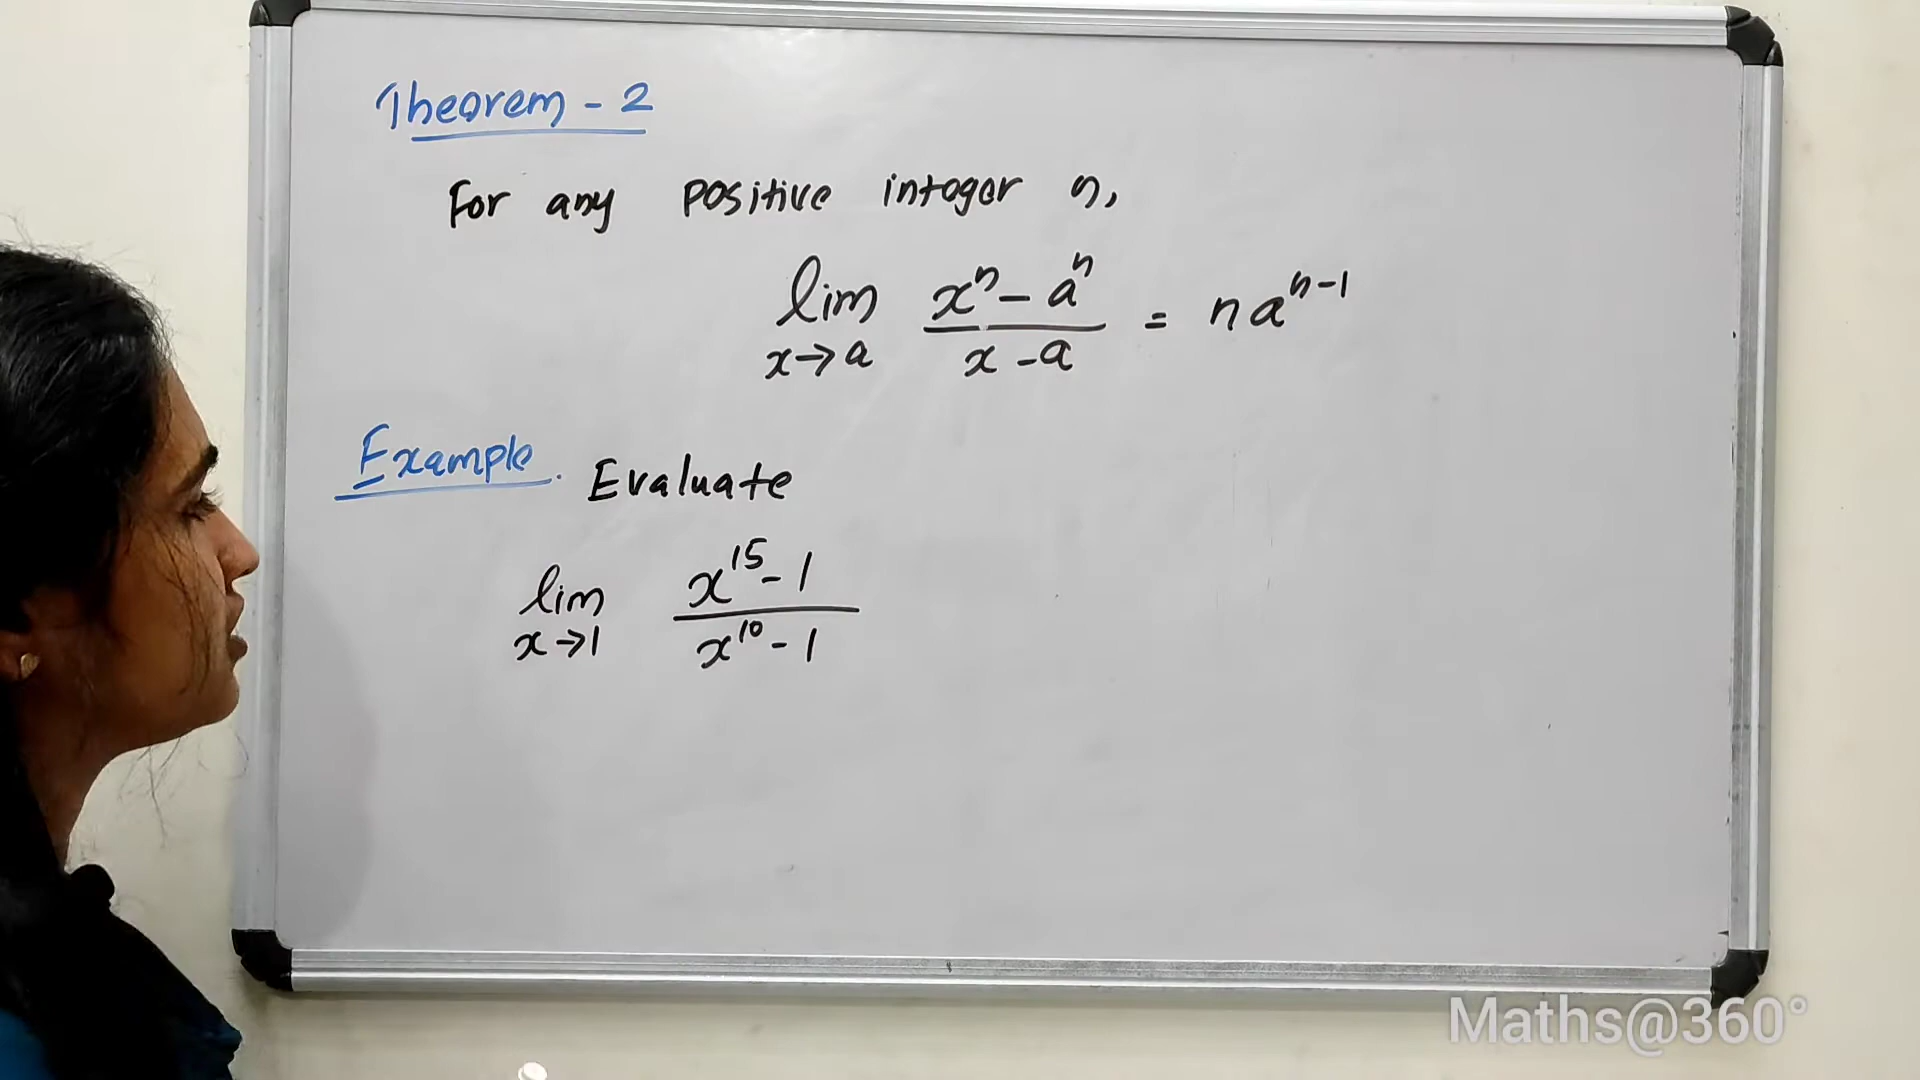 Theorem - 2
For any positive integer n,
lim x→a (xⁿ - aⁿ)/(x - a) = n aⁿ⁻¹
Example. Evaluate
lim x→1 (x¹⁵ - 1)/(x¹⁰ - 1)
Maths@360°